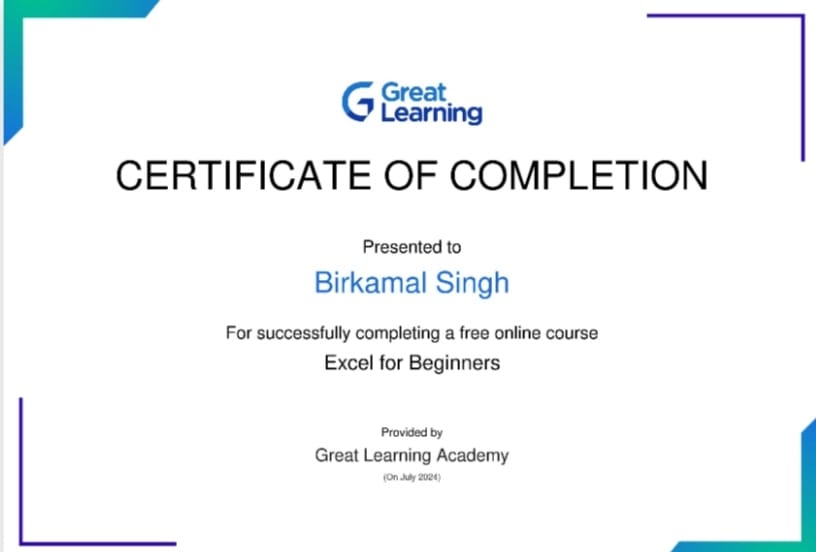 Great
Learning
CERTIFICATE OF COMPLETION
Presented to
Birkamal Singh
For successfully completing a free online course
Excel for Beginners
Provided by
Great Learning Academy
(On July 2024)